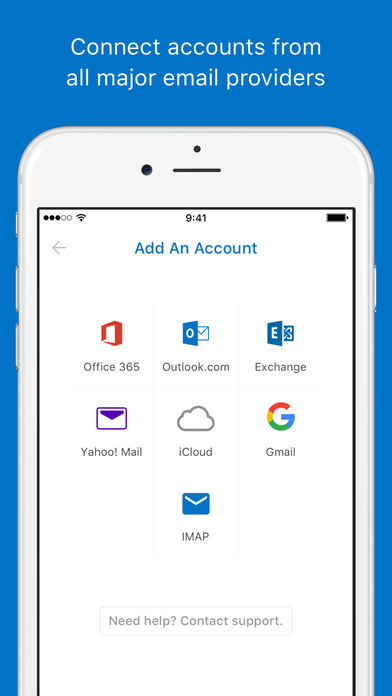 Connect accounts from
all major email providers
9:41
Add An Account
Office 365
Outlook.com
Exchange
Yahoo! Mail
iCloud
Gmail
IMAP
Need help? Contact support.